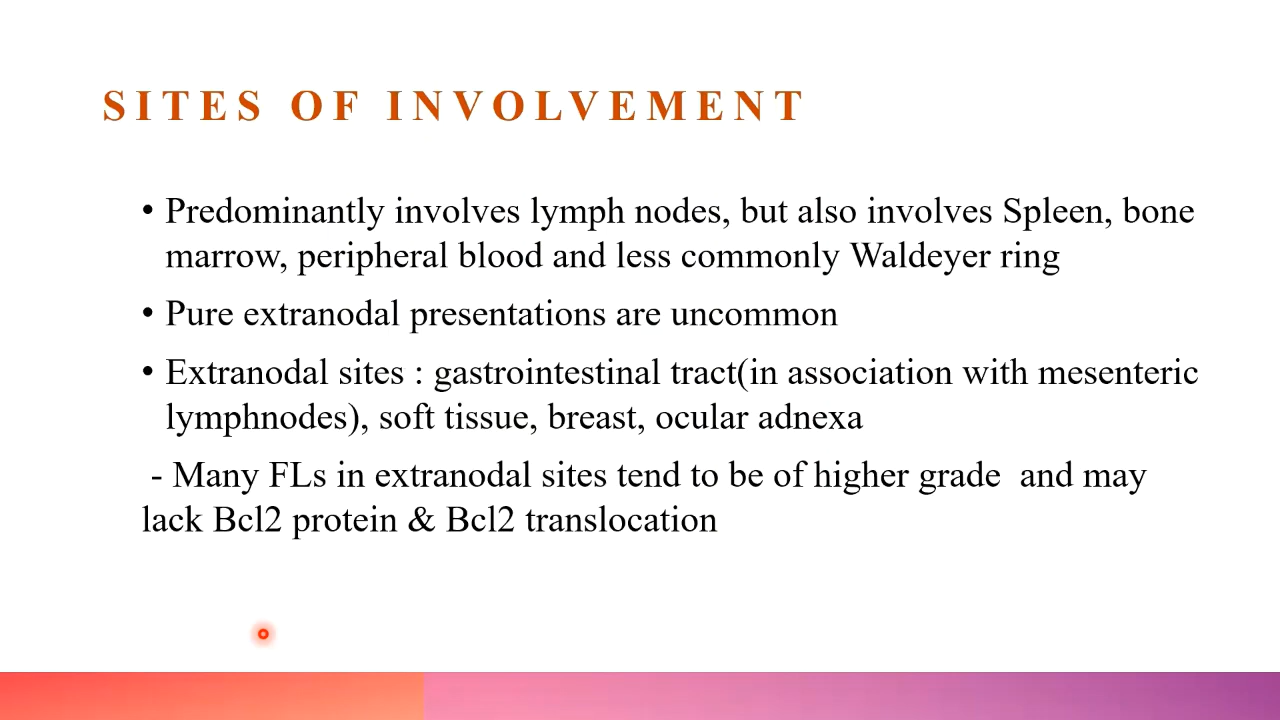 SITES OF INVOLVEMENT
• Predominantly involves lymph nodes, but also involves Spleen, bone
marrow, peripheral blood and less commonly Waldeyer ring
• Pure extranodal presentations are uncommon
• Extranodal sites : gastrointestinal tract(in association with mesenteric
lymphnodes), soft tissue, breast, ocular adnexa
- Many FLs in extranodal sites tend to be of higher grade  and may
lack Bcl2 protein & Bcl2 translocation